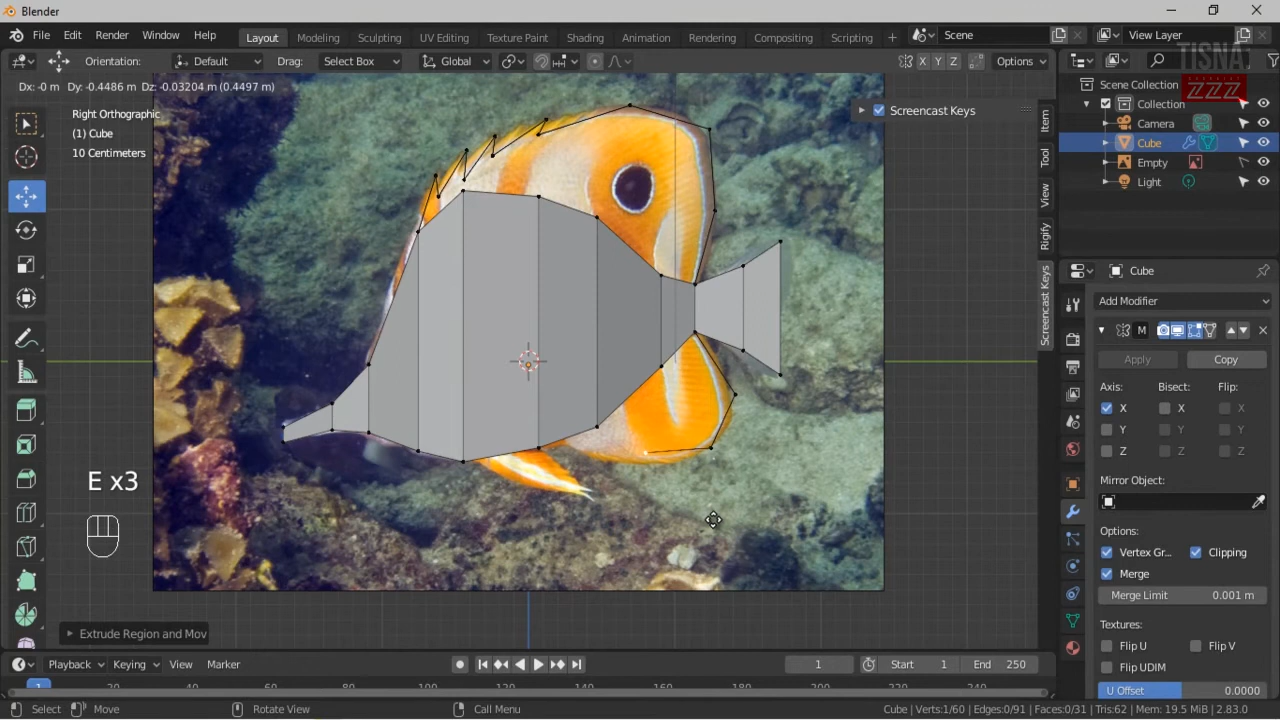 Blender
File Edit Render Window Help
Layout Modeling Sculpting UV Editing Texture Paint Shading Animation Rendering Compositing Scripting +
Scene
View Layer
Orientation: Default Drag: Select Box Global X Y Z Options
TISNA
ZZZ
Dx: -0 m Dy: -0.4486 m Dz: -0.03204 m (0.4497 m)
Right Orthographic
(1) Cube
10 Centimeters
Screencast Keys
Item
Tool
View
Rigify
Screencast Keys
Scene Collection
Collection
Camera
Cube
Empty
Light
Cube
Add Modifier
M
Apply Copy
Axis: Bisect: Flip:
X X X
Y Y Y
Z Z Z
Mirror Object:
Options:
Vertex Gr... Clipping
Merge
Merge Limit 0.001 m
Textures:
Flip U Flip V
Flip UDIM
U Offset 0.0000
E x3
Extrude Region and Mov
Playback Keying View Marker
1 Start 1 End 250
1 20 60 80 100 120 140 160 180 200 220 240
Select Move Rotate View Call Menu
Cube | Verts:1/60 | Edges:0/91 | Faces:0/31 | Tris:62 | Mem: 19.5 MiB | 2.83.0